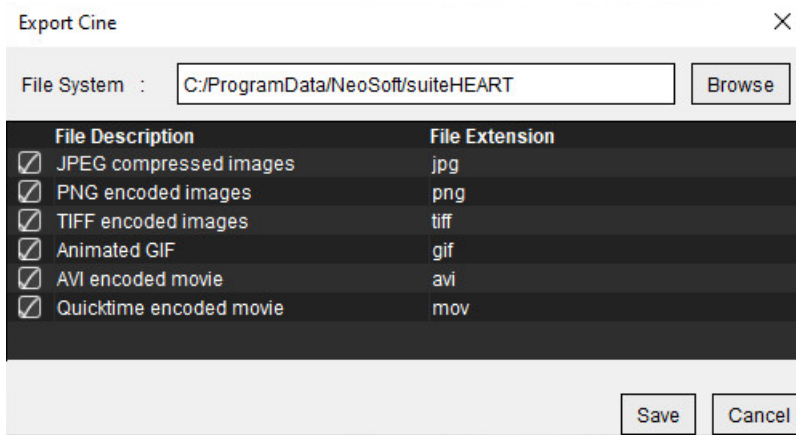 Export Cine
File System : C:/ProgramData/NeoSoft/suiteHEART Browse
File Description File Extension
JPEG compressed images jpg
PNG encoded images png
TIFF encoded images tiff
Animated GIF gif
AVI encoded movie avi
Quicktime encoded movie mov
Save Cancel